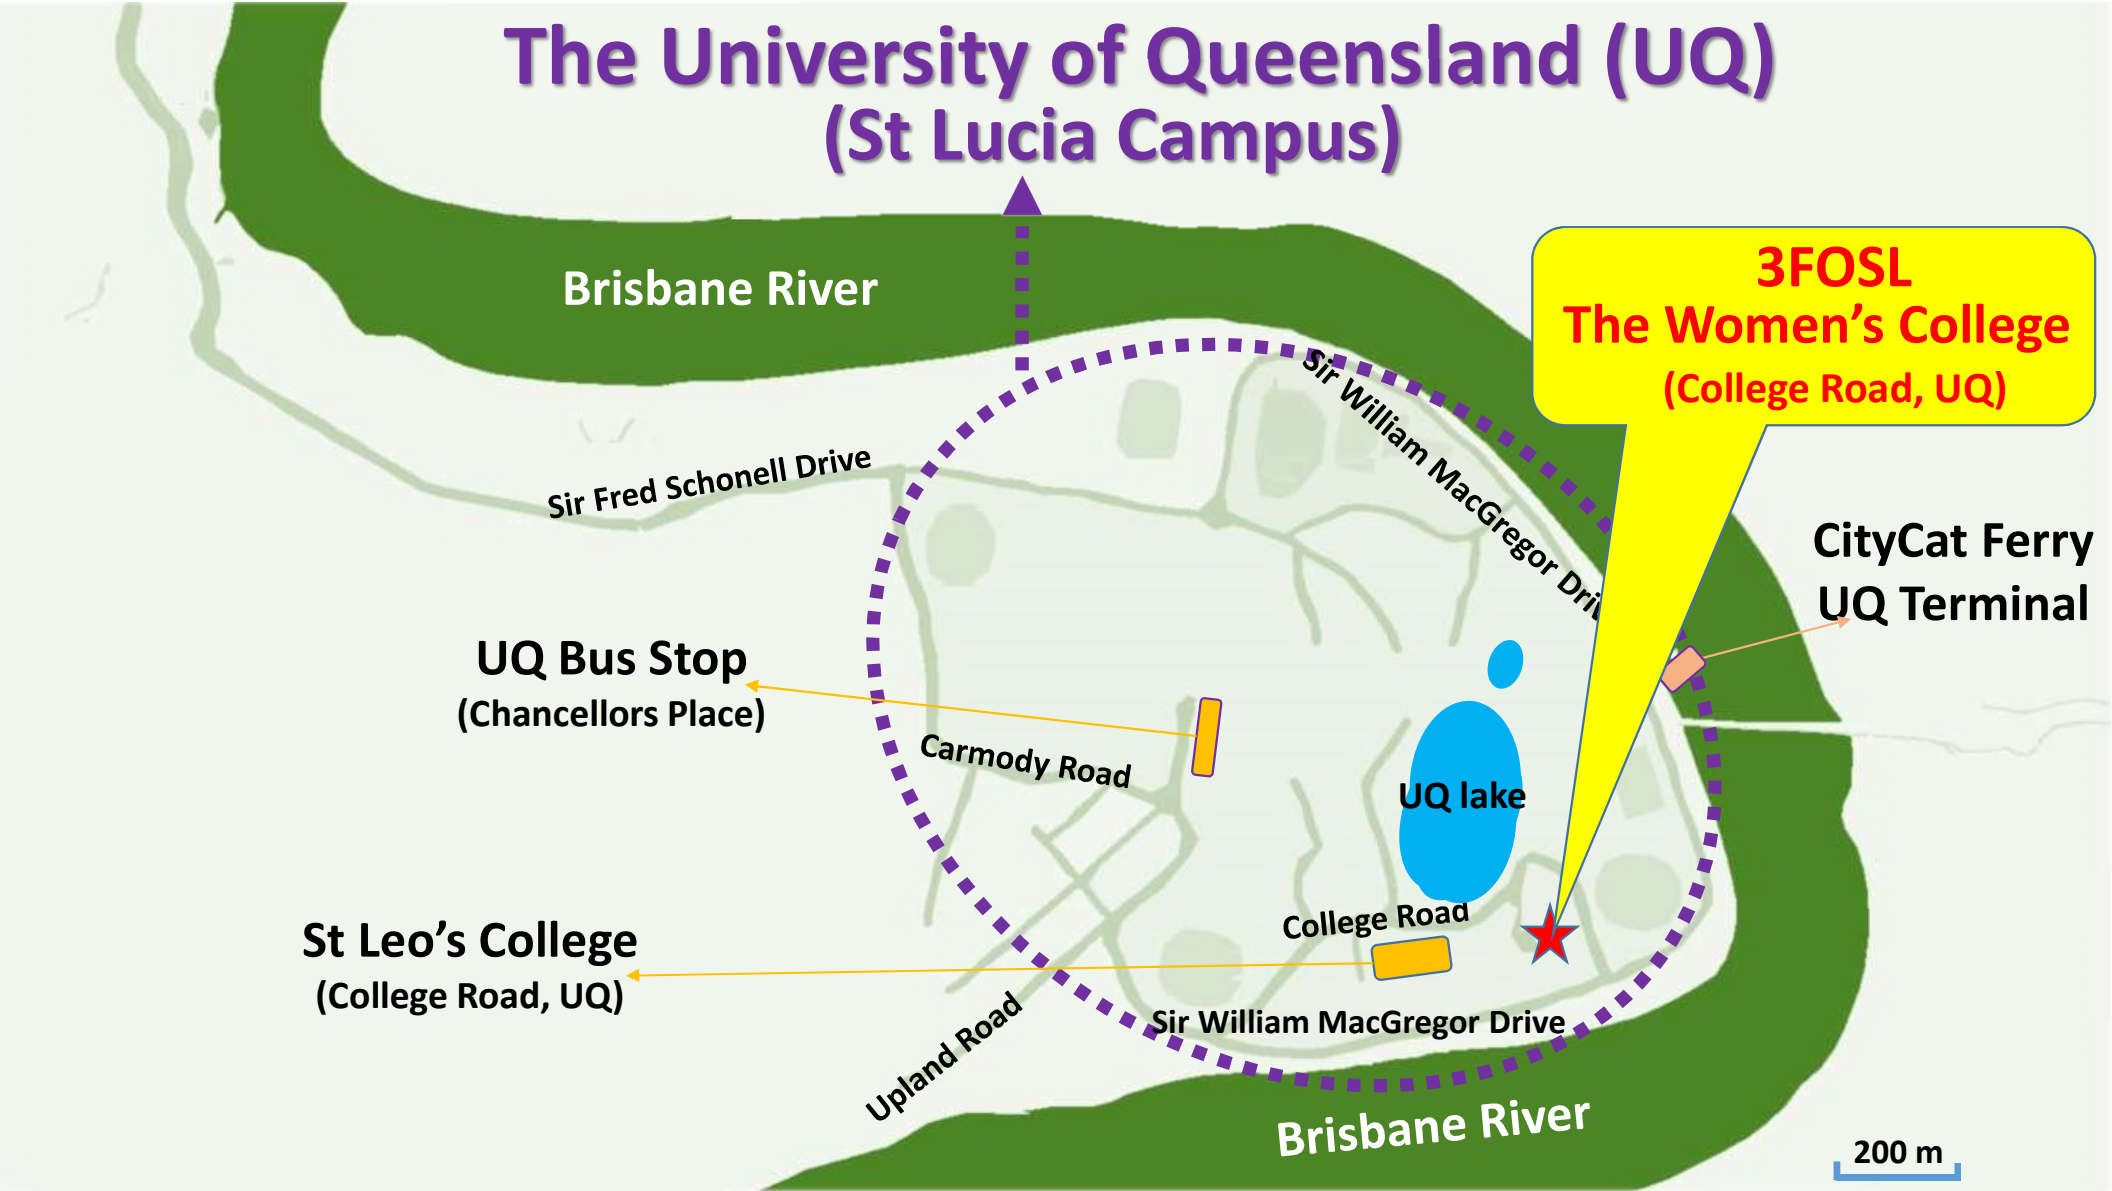 The University of Queensland (UQ)
(St Lucia Campus)
Brisbane River
3FOSL
The Women’s College
(College Road, UQ)
Sir William MacGregor Driv
Sir Fred Schonell Drive
CityCat Ferry
UQ Terminal
UQ Bus Stop
(Chancellors Place)
Carmody Road
UQ lake
College Road
St Leo’s College
(College Road, UQ)
Sir William MacGregor Drive
Upland Road
Brisbane River
200 m